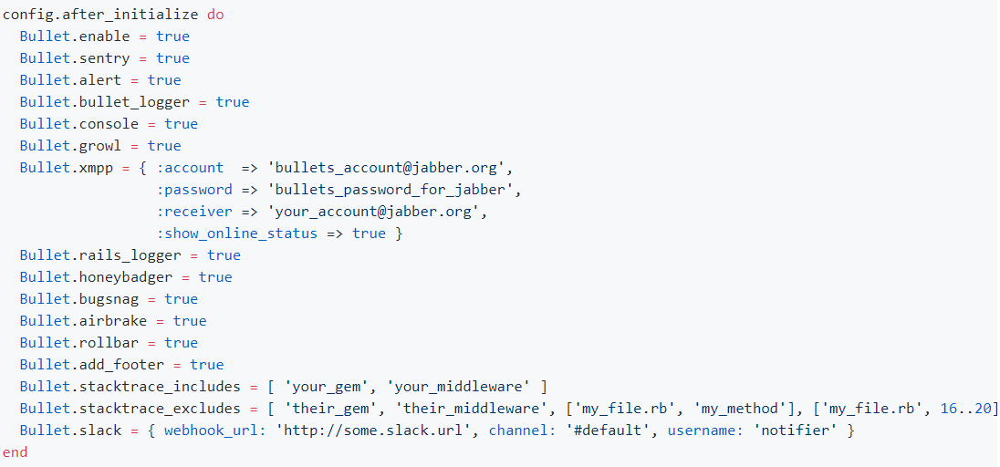 config.after_initialize do
  Bullet.enable = true
  Bullet.sentry = true
  Bullet.alert = true
  Bullet.bullet_logger = true
  Bullet.console = true
  Bullet.growl = true
  Bullet.xmpp = { :account  => 'bullets_account@jabber.org',
                  :password => 'bullets_password_for_jabber',
                  :receiver => 'your_account@jabber.org',
                  :show_online_status => true }
  Bullet.rails_logger = true
  Bullet.honeybadger = true
  Bullet.bugsnag = true
  Bullet.airbrake = true
  Bullet.rollbar = true
  Bullet.add_footer = true
  Bullet.stacktrace_includes = [ 'your_gem', 'your_middleware' ]
  Bullet.stacktrace_excludes = [ 'their_gem', 'their_middleware', ['my_file.rb', 'my_method'], ['my_file.rb', 16..20]
  Bullet.slack = { webhook_url: 'http://some.slack.url', channel: '#default', username: 'notifier' }
end